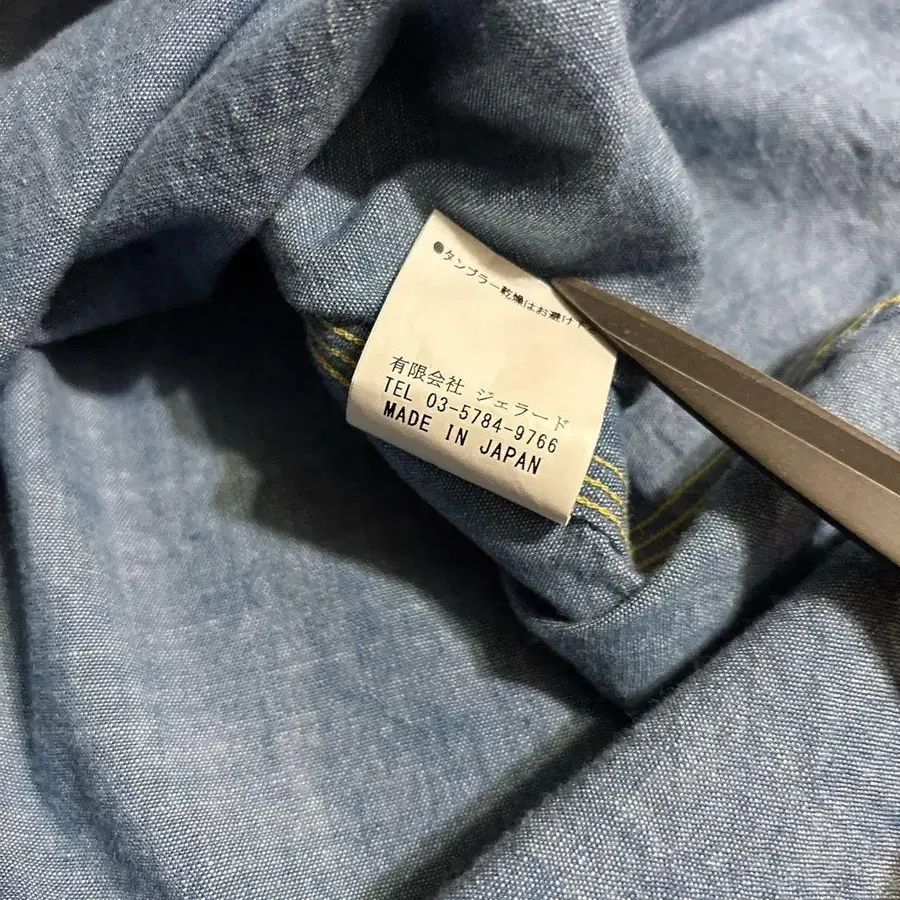 ●タンブラー乾燥はお避け下
有限会社 ジェラード
TEL 03-5784-9766
MADE IN JAPAN